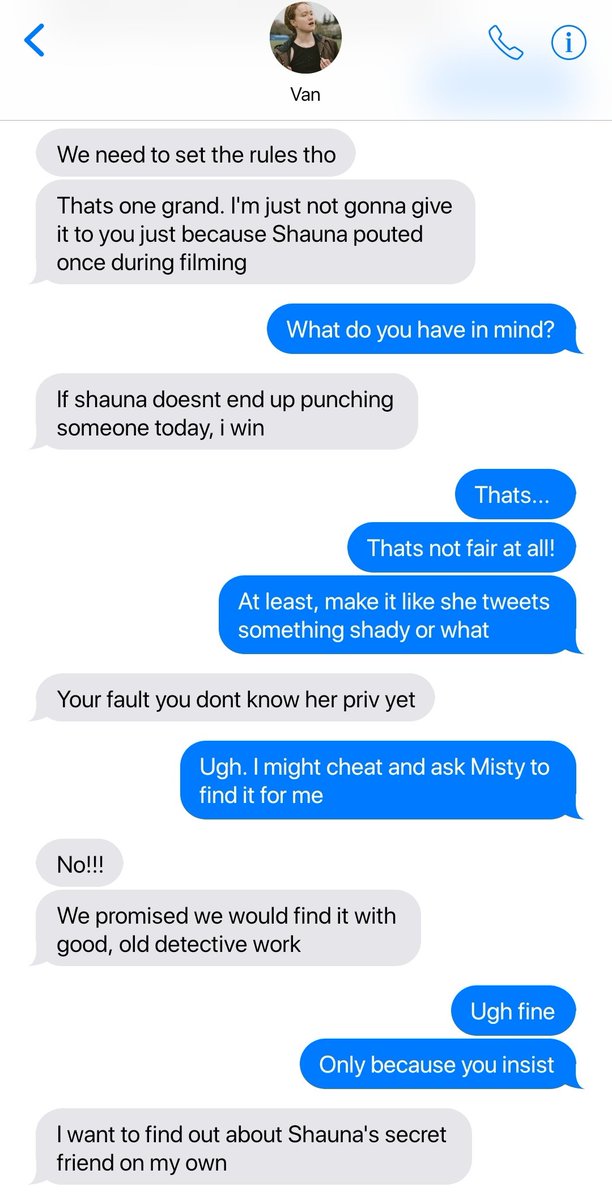 Van
We need to set the rules tho
Thats one grand. I'm just not gonna give
it to you just because Shauna pouted
once during filming
What do you have in mind?
If shauna doesnt end up punching
someone today, i win
Thats...
Thats not fair at all!
At least, make it like she tweets
something shady or what
Your fault you dont know her priv yet
Ugh. I might cheat and ask Misty to
find it for me
No!!!
We promised we would find it with
good, old detective work
Ugh fine
Only because you insist
I want to find out about Shauna's secret
friend on my own